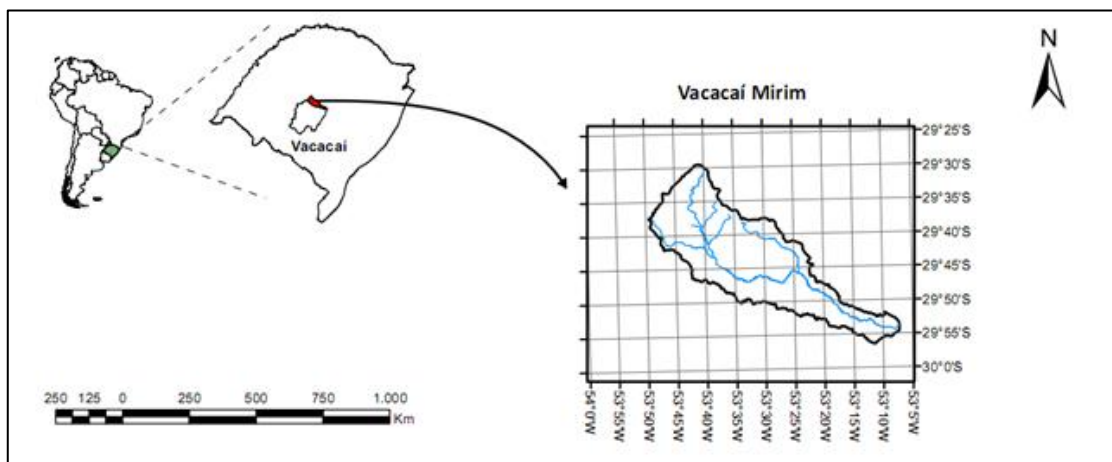 N
Vacacaí Mirim
Vacacaí
29°25'S
29°30'S
29°35'S
29°40'S
29°45'S
29°50'S
29°55'S
30°0'S
54°0'W
53°55'W
53°50'W
53°45'W
53°40'W
53°35'W
53°30'W
53°25'W
53°20'W
53°15'W
53°10'W
53°5'W
250 125 0 250 500 750 1.000
Km